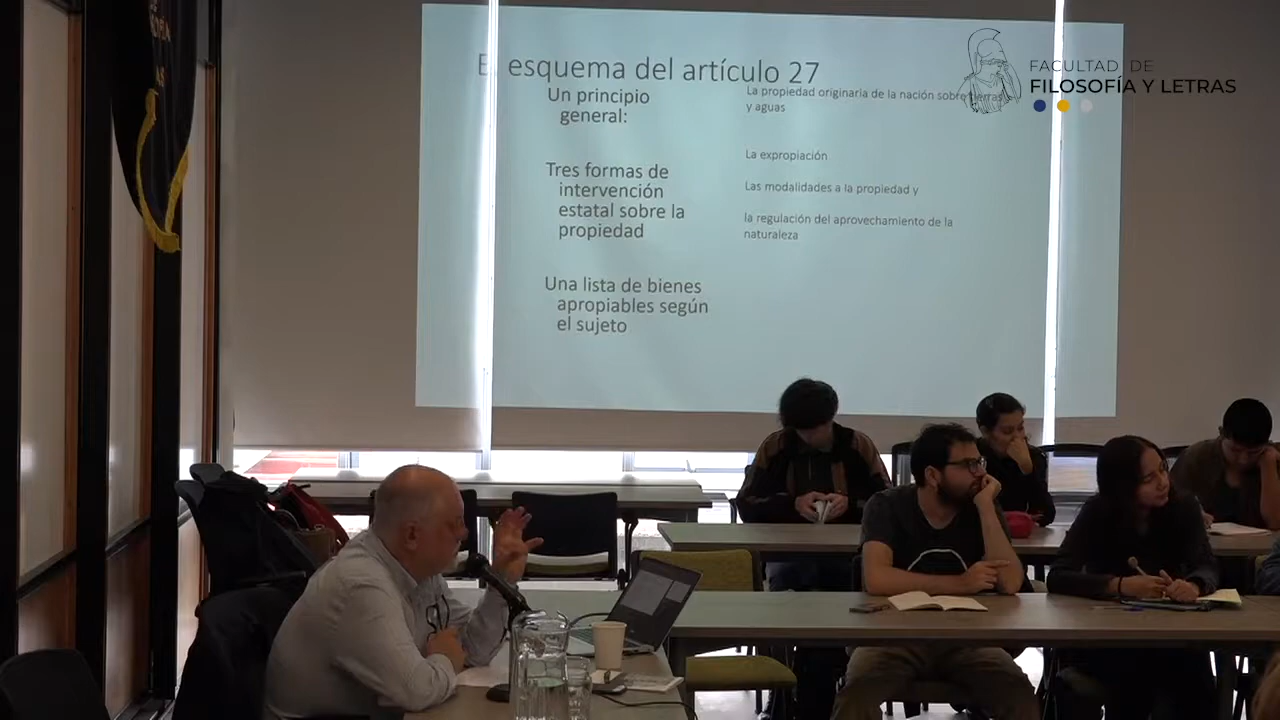 El esquema del artículo 27
Un principio
general:
La propiedad originaria de la nación sobre tierras
y aguas
Tres formas de
intervención
estatal sobre la
propiedad
La expropiación
Las modalidades a la propiedad y
la regulación del aprovechamiento de la
naturaleza
Una lista de bienes
apropiables según
el sujeto
FACULTAD DE
FILOSOFÍA Y LETRAS